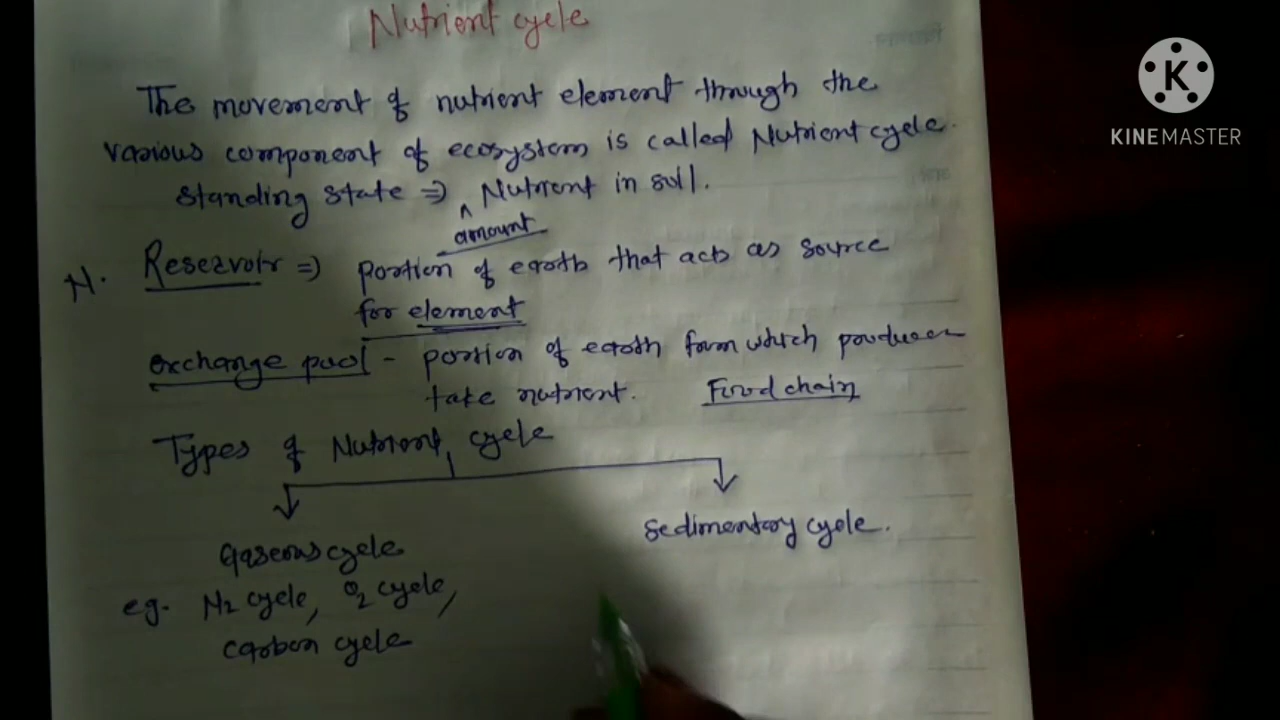 Nutrient cycle
The movement of nutrient element through the
various component of ecosystem is called Nutrient cycle.
standing state ⇒ ^ Nutrient in soil.
amount
N. Reservoir ⇒ portion of earth that acts as source
for element
exchange pool - portion of earth from which producer
take nutrient. Food chain
Types of Nutrient cycle
Gaseous cycle
sedimentary cycle.
eg. N2 cycle, O2 cycle,
carbon cycle
K
KINEMASTER